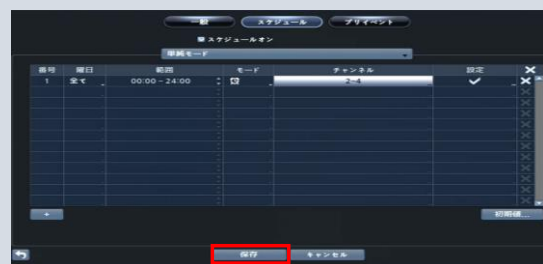 一般 スケジュール プリイベント
スケジュールオン
単純モード
番号 曜日 範囲 モード チャンネル 設定
1 全て 00:00 – 24:00 2~4
+ 初期値...
保存 キャンセル